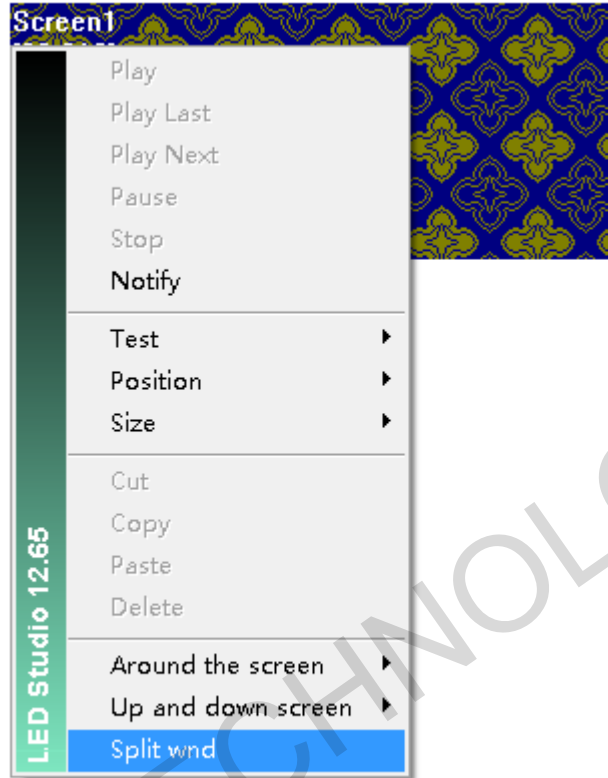 Screen1
Play
Play Last
Play Next
Pause
Stop
Notify
Test
Position
Size
Cut
Copy
Paste
Delete
Around the screen
Up and down screen
Split wnd
LED Studio 12.65